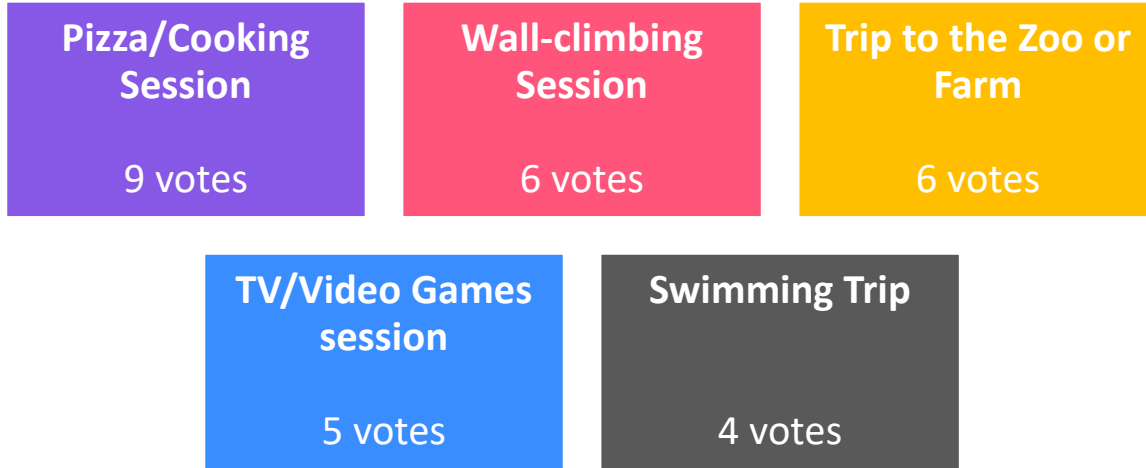 Pizza/Cooking
Session
9 votes
Wall-climbing
Session
6 votes
Trip to the Zoo or
Farm
6 votes
TV/Video Games
session
5 votes
Swimming Trip
4 votes